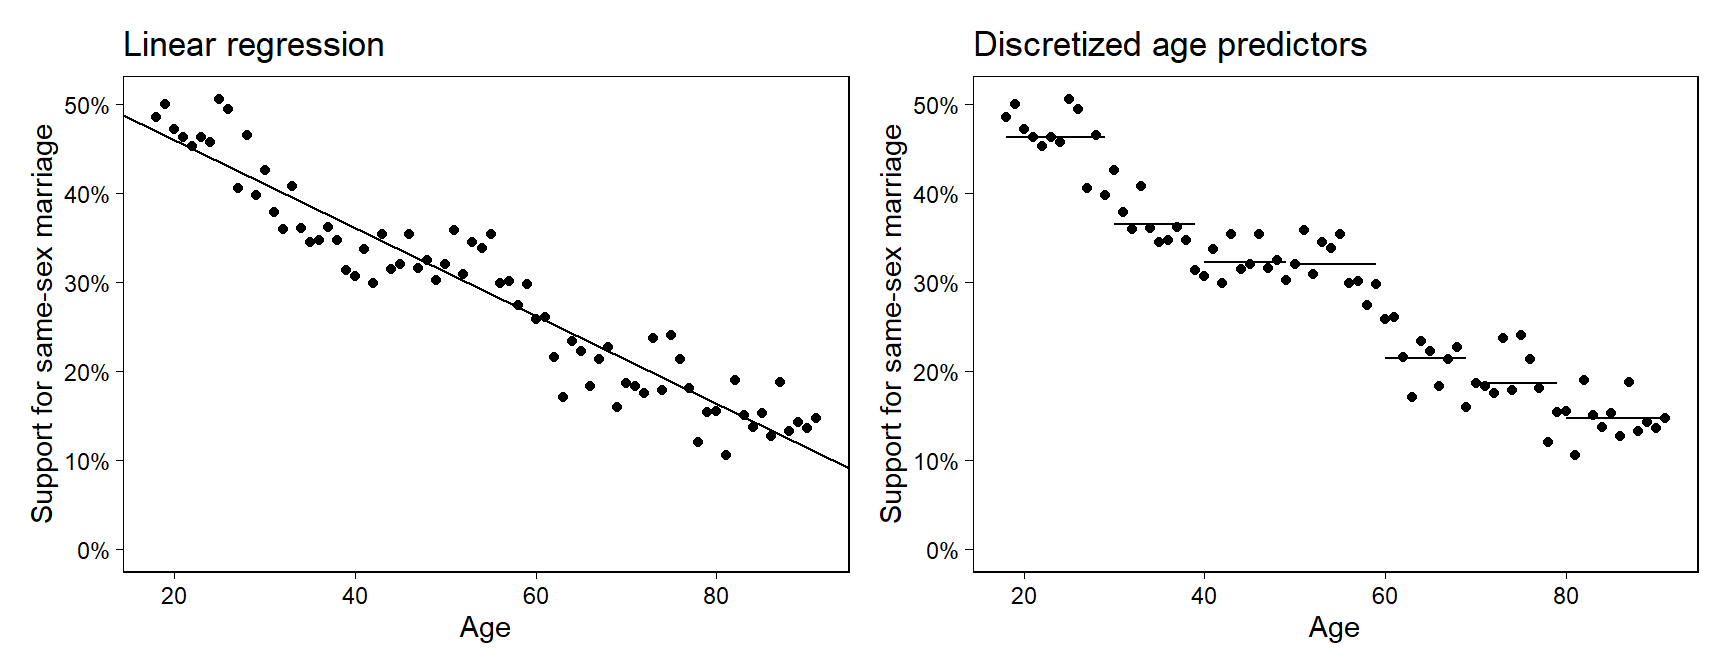 Linear regression
Support for same-sex marriage
50%
40%
30%
20%
10%
0%
20 40 60 80
Age
Discretized age predictors
Support for same-sex marriage
50%
40%
30%
20%
10%
0%
20 40 60 80
Age